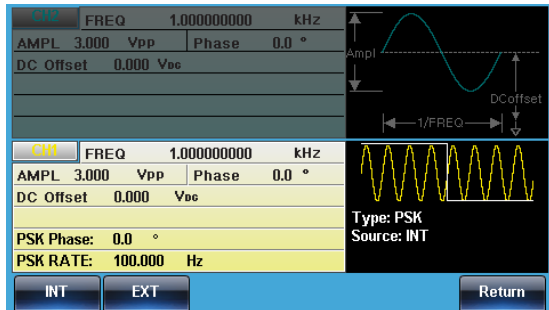 CH2 FREQ 1.000000000 kHz
AMPL 3.000 Vpp Phase 0.0 °
DC Offset 0.000 VDC
Ampl
DCoffset
1/FREQ
CH1 FREQ 1.000000000 kHz
AMPL 3.000 Vpp Phase 0.0 °
DC Offset 0.000 VDC
PSK Phase: 0.0 °
PSK RATE: 100.000 Hz
Type: PSK
Source: INT
INT EXT Return